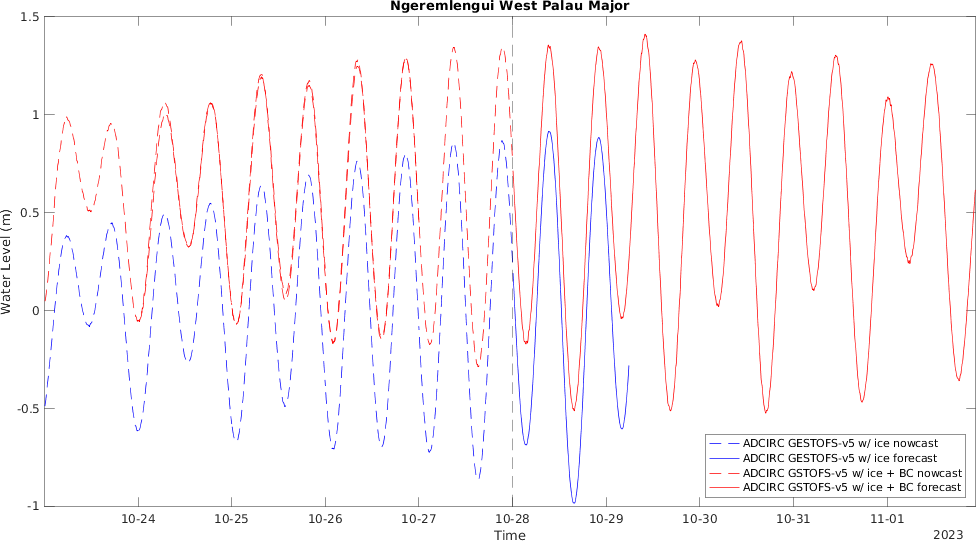 Ngeremlengui West Palau Major
1.5
1
0.5
0
-0.5
-1
Water Level (m)
10-24 10-25 10-26 10-27 10-28 10-29 10-30 10-31 11-01
Time
2023
ADCIRC GESTOFS-v5 w/ ice nowcast
ADCIRC GESTOFS-v5 w/ ice forecast
ADCIRC GSTOFS-v5 w/ ice + BC nowcast
ADCIRC GSTOFS-v5 w/ ice + BC forecast